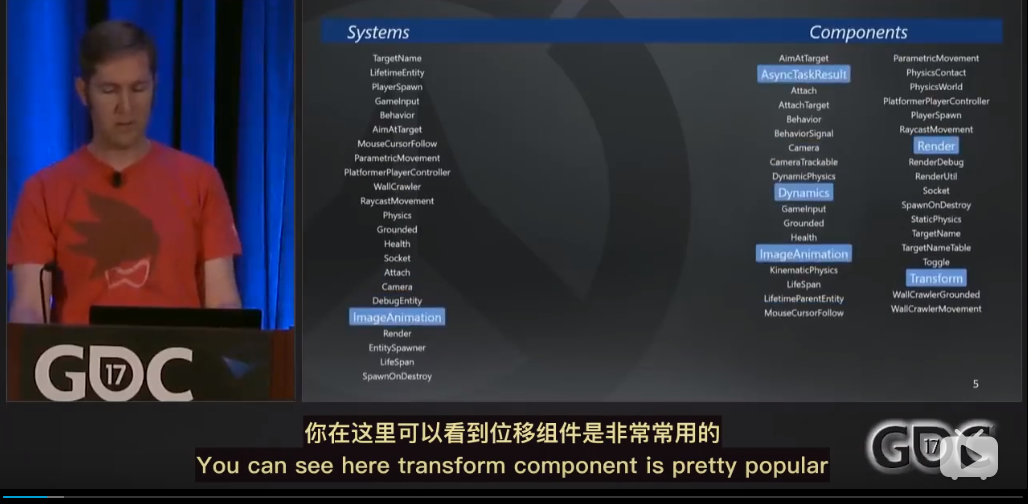 Systems
TargetName
LifetimeEntity
PlayerSpawn
GameInput
Behavior
AimAtTarget
MouseCursorFollow
ParametricMovement
PlatformerPlayerController
WallCrawler
RaycastMovement
Physics
Grounded
Health
Socket
Attach
Camera
DebugEntity
ImageAnimation
Render
EntitySpawner
LifeSpan
SpawnOnDestroy
Components
AimAtTarget
AsyncTaskResult
Attach
AttachTarget
Behavior
BehaviorSignal
Camera
CameraTrackable
DynamicPhysics
Dynamics
GameInput
Grounded
Health
ImageAnimation
KinematicPhysics
LifeSpan
LifetimeParentEntity
MouseCursorFollow
ParametricMovement
PhysicsContact
PhysicsWorld
PlatformerPlayerController
PlayerSpawn
RaycastMovement
Render
RenderDebug
RenderUtil
Socket
SpawnOnDestroy
StaticPhysics
TargetName
TargetNameTable
Toggle
Transform
WallCrawlerGrounded
WallCrawlerMovement
5
GDC
17
你在这里可以看到位移组件是非常常用的
You can see here transform component is pretty popular
GDC
17